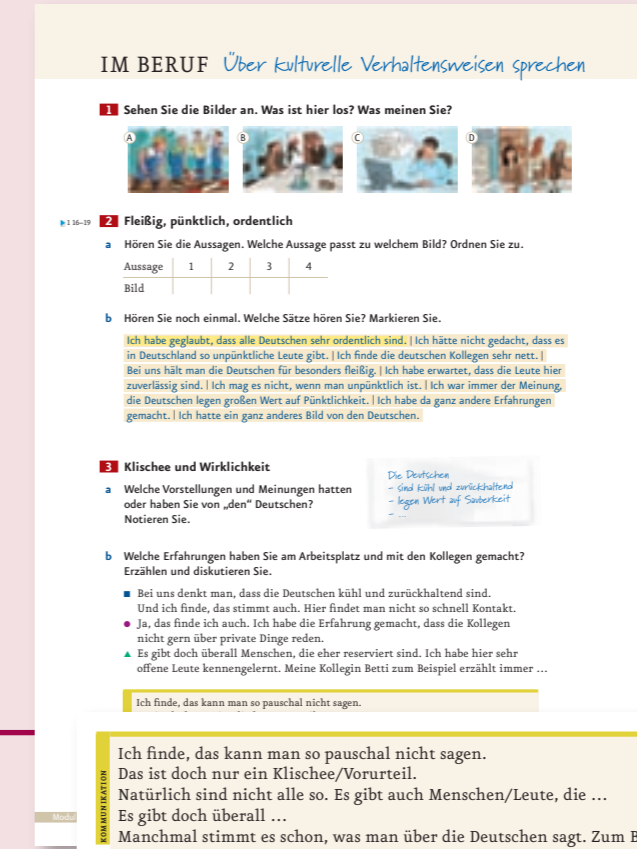 IM BERUF Über kulturelle Verhaltensweisen sprechen
1 Sehen Sie die Bilder an. Was ist hier los? Was meinen Sie?
A B C D
1 16–19 2 Fleißig, pünktlich, ordentlich
a Hören Sie die Aussagen. Welche Aussage passt zu welchem Bild? Ordnen Sie zu.
Aussage 1 2 3 4
Bild
b Hören Sie noch einmal. Welche Sätze hören Sie? Markieren Sie.
Ich habe geglaubt, dass alle Deutschen sehr ordentlich sind. | Ich hätte nicht gedacht, dass es
in Deutschland so unpünktliche Leute gibt. | Ich finde die deutschen Kollegen sehr nett. |
Bei uns hält man die Deutschen für besonders fleißig. | Ich habe erwartet, dass die Leute hier
zuverlässig sind. | Ich mag es nicht, wenn man unpünktlich ist. | Ich war immer der Meinung,
die Deutschen legen großen Wert auf Pünktlichkeit. | Ich habe da ganz andere Erfahrungen
gemacht. | Ich hatte ein ganz anderes Bild von den Deutschen.
3 Klischee und Wirklichkeit
a Welche Vorstellungen und Meinungen hatten
oder haben Sie von „den“ Deutschen?
Notieren Sie.
Die Deutschen
– sind kühl und zurückhaltend
– legen Wert auf Sauberkeit
– ...
b Welche Erfahrungen haben Sie am Arbeitsplatz und mit den Kollegen gemacht?
Erzählen und diskutieren Sie.
Bei uns denkt man, dass die Deutschen kühl und zurückhaltend sind.
Und ich finde, das stimmt auch. Hier findet man nicht so schnell Kontakt.
Ja, das finde ich auch. Ich habe die Erfahrung gemacht, dass die Kollegen
nicht gern über private Dinge reden.
Es gibt doch überall Menschen, die eher reserviert sind. Ich habe hier sehr
offene Leute kennengelernt. Meine Kollegin Betti zum Beispiel erzählt immer ...
Ich finde, das kann man so pauschal nicht sagen.
KOMMUNIKATION
Ich finde, das kann man so pauschal nicht sagen.
Das ist doch nur ein Klischee/Vorurteil.
Natürlich sind nicht alle so. Es gibt auch Menschen/Leute, die ...
Es gibt doch überall ...
Manchmal stimmt es schon, was man über die Deutschen sagt. Zum B
Modul